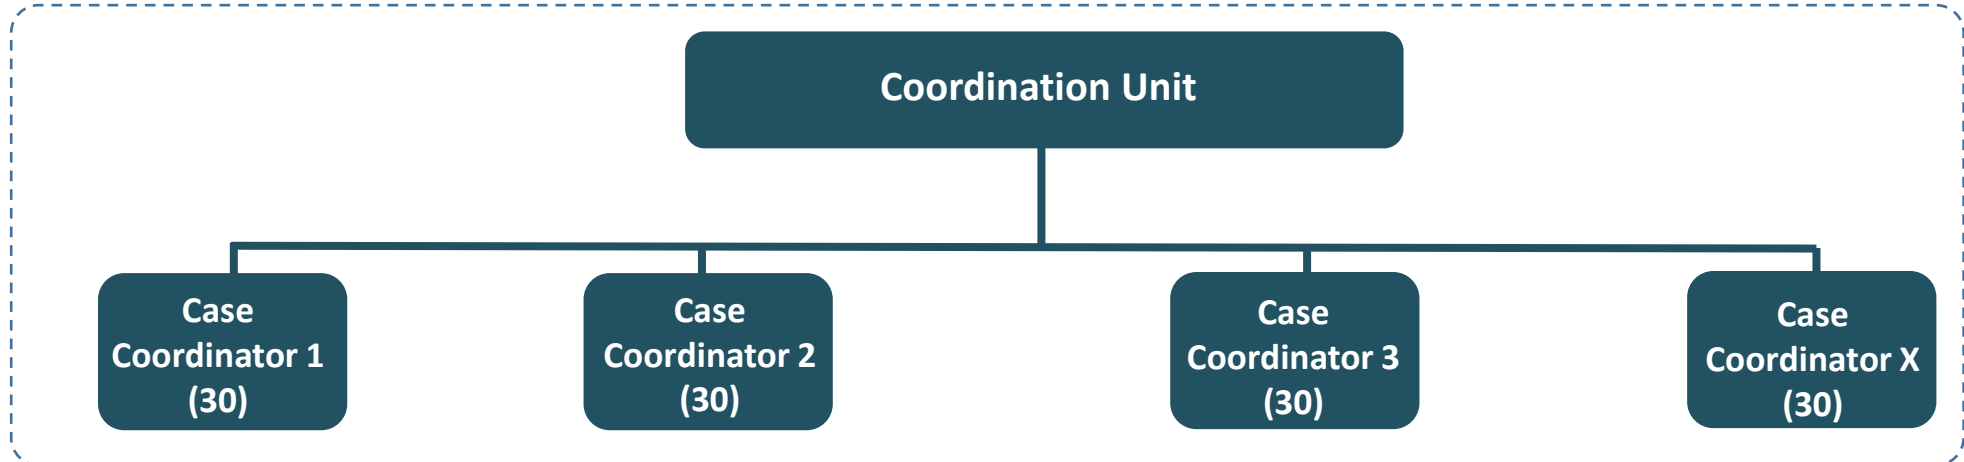 Coordination Unit
Case
Coordinator 1
(30)
Case
Coordinator 2
(30)
Case
Coordinator 3
(30)
Case
Coordinator X
(30)